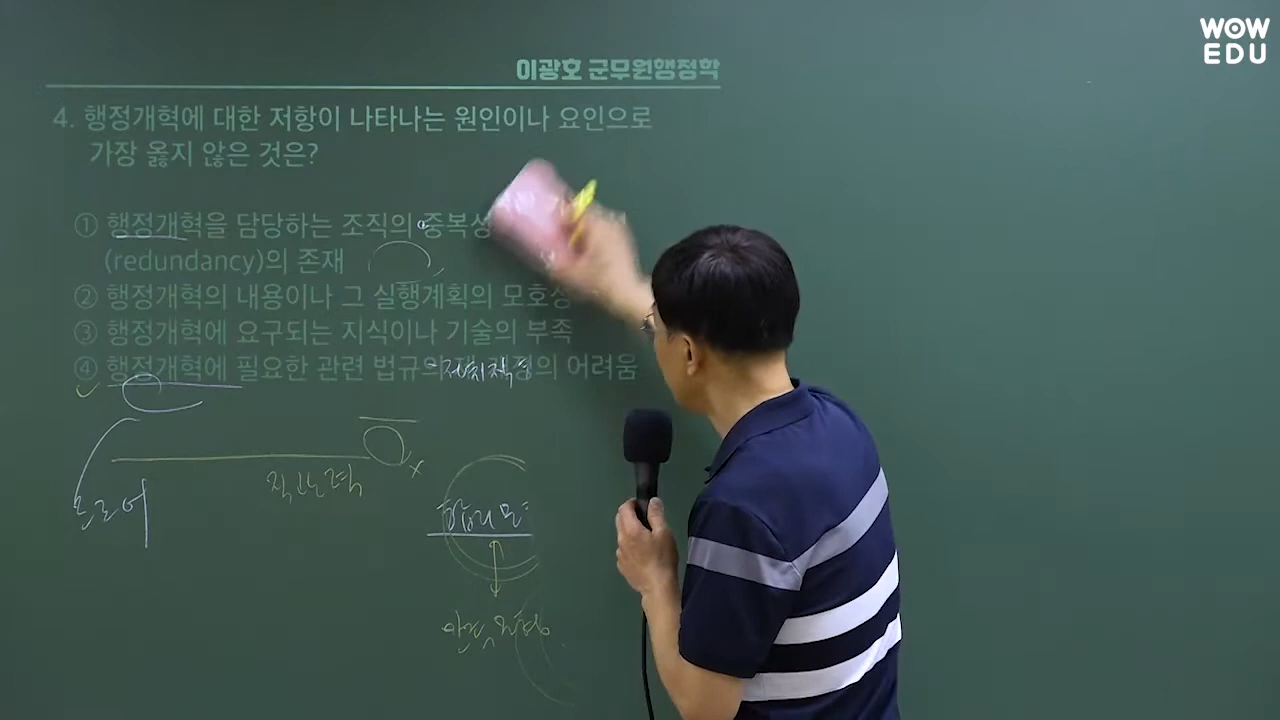 WOW
EDU
이광호 군무원행정학
4. 행정개혁에 대한 저항이 나타나는 원인이나 요인으로
가장 옳지 않은 것은?
① 행정개혁을 담당하는 조직의 중복성
(redundancy)의 존재
② 행정개혁의 내용이나 그 실행계획의 모호성
③ 행정개혁에 요구되는 지식이나 기술의 부족
④ 행정개혁에 필요한 관련 법규의 제·개정의 어려움